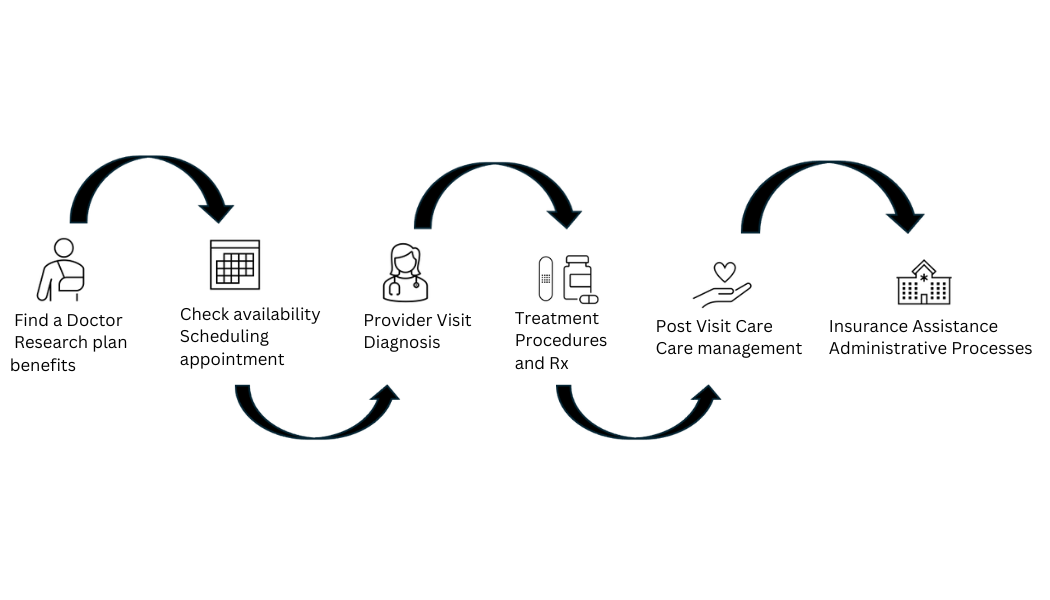 Find a Doctor
Research plan
benefits
Check availability
Scheduling
appointment
Provider Visit
Diagnosis
Treatment
Procedures
and Rx
Post Visit Care
Care management
Insurance Assistance
Administrative Processes